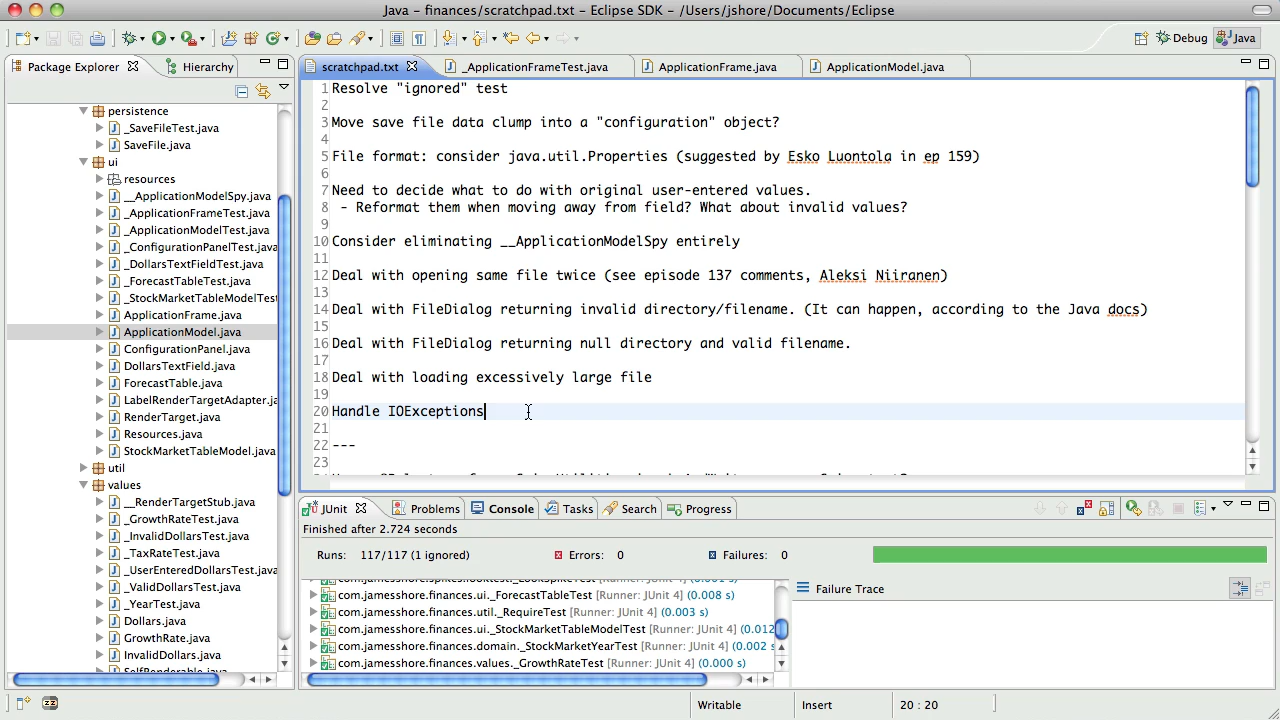 Java - finances/scratchpad.txt - Eclipse SDK - /Users/jshore/Documents/Eclipse
Debug
Java
Package Explorer
Hierarchy
persistence
_SaveFileTest.java
SaveFile.java
ui
resources
__ApplicationModelSpy.java
_ApplicationFrameTest.java
_ApplicationModelTest.java
_ConfigurationPanelTest.java
_DollarsTextFieldTest.java
_ForecastTableTest.java
_StockMarketTableModelTest
ApplicationFrame.java
ApplicationModel.java
ConfigurationPanel.java
DollarsTextField.java
ForecastTable.java
LabelRenderTargetAdapter.j
RenderTarget.java
Resources.java
StockMarketTableModel.java
util
values
__RenderTargetStub.java
_GrowthRateTest.java
_InvalidDollarsTest.java
_TaxRateTest.java
_UserEnteredDollarsTest.java
_ValidDollarsTest.java
_YearTest.java
Dollars.java
GrowthRate.java
InvalidDollars.java
SelfRenderable.java
scratchpad.txt
_ApplicationFrameTest.java
ApplicationFrame.java
ApplicationModel.java
1 Resolve "ignored" test
2
3 Move save file data clump into a "configuration" object?
4
5 File format: consider java.util.Properties (suggested by Esko Luontola in ep 159)
6
7 Need to decide what to do with original user-entered values.
8 - Reformat them when moving away from field? What about invalid values?
9
10 Consider eliminating __ApplicationModelSpy entirely
11
12 Deal with opening same file twice (see episode 137 comments, Aleksi Niiranen)
13
14 Deal with FileDialog returning invalid directory/filename. (It can happen, according to the Java docs)
15
16 Deal with FileDialog returning null directory and valid filename.
17
18 Deal with loading excessively large file
19
20 Handle IOExceptions
21
22 ---
23
JUnit
Problems
Console
Tasks
Search
Progress
Finished after 2.724 seconds
Runs: 117/117 (1 ignored)
Errors: 0
Failures: 0
com.jamesshore.finances.ui._ForecastTableTest [Runner: JUnit 4] (0.008 s)
com.jamesshore.finances.util._RequireTest [Runner: JUnit 4] (0.003 s)
com.jamesshore.finances.ui._StockMarketTableModelTest [Runner: JUnit 4] (0.012
com.jamesshore.finances.domain._StockMarketYearTest [Runner: JUnit 4] (0.002 s
com.jamesshore.finances.values._GrowthRateTest [Runner: JUnit 4] (0.000 s)
Failure Trace
Writable
Insert
20 : 20